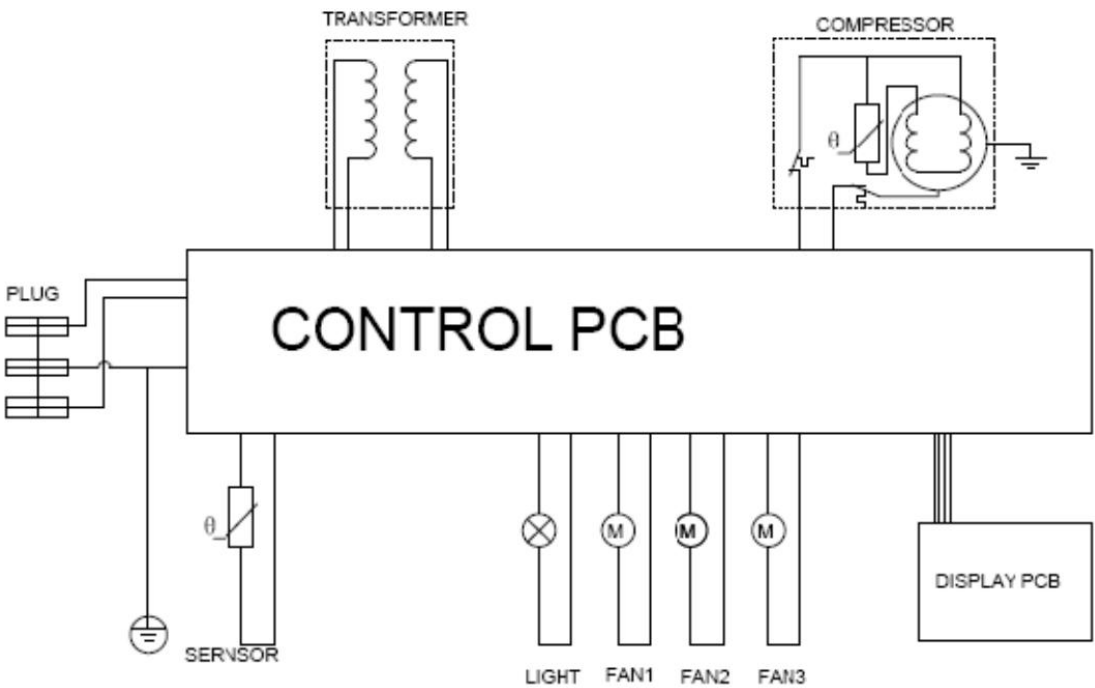 TRANSFORMER
COMPRESSOR
θ
PLUG
CONTROL PCB
θ
M
M
M
DISPLAY PCB
SERNSOR
LIGHT
FAN1
FAN2
FAN3